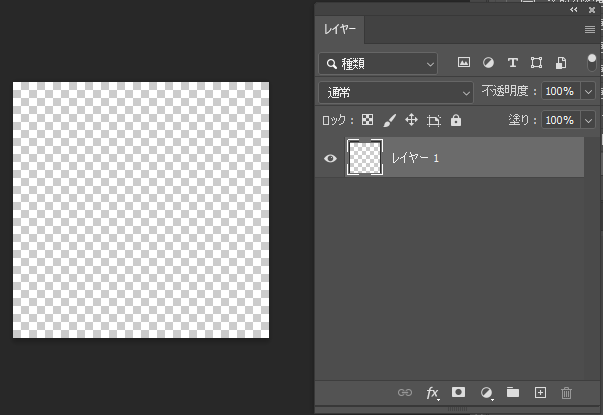 レイヤー
種類
通常
不透明度：
100%
ロック：
塗り：
100%
レイヤー 1
fx